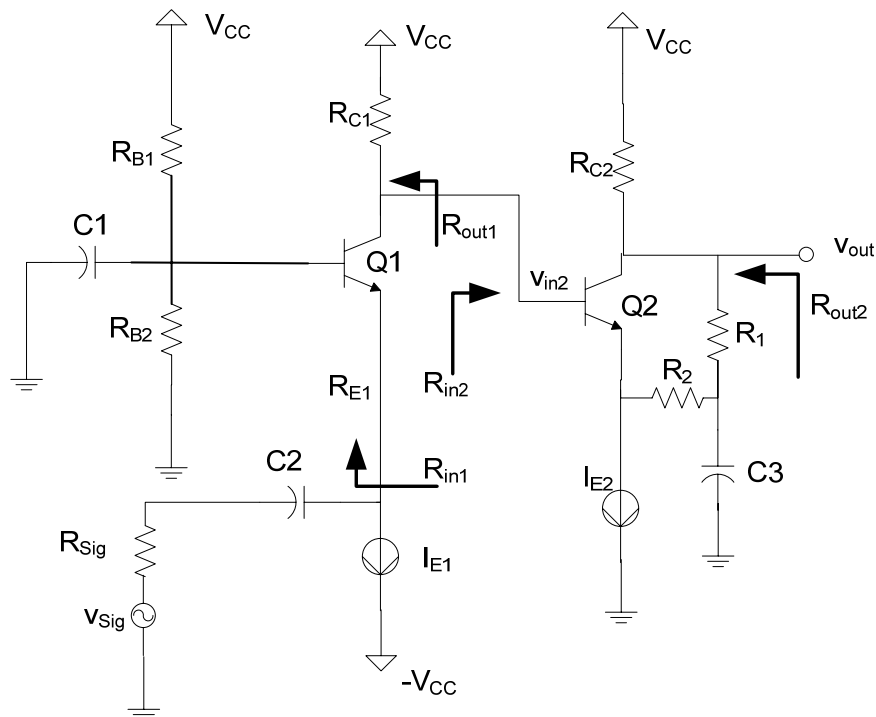 V_CC
V_CC
V_CC
R_C1
R_B1
R_C2
C1
R_out1
Q1
v_in2
v_out
Q2
R_out2
R_B2
R_1
R_2
R_E1
R_in2
C2
R_in1
C3
I_E2
R_Sig
I_E1
v_Sig
-V_CC